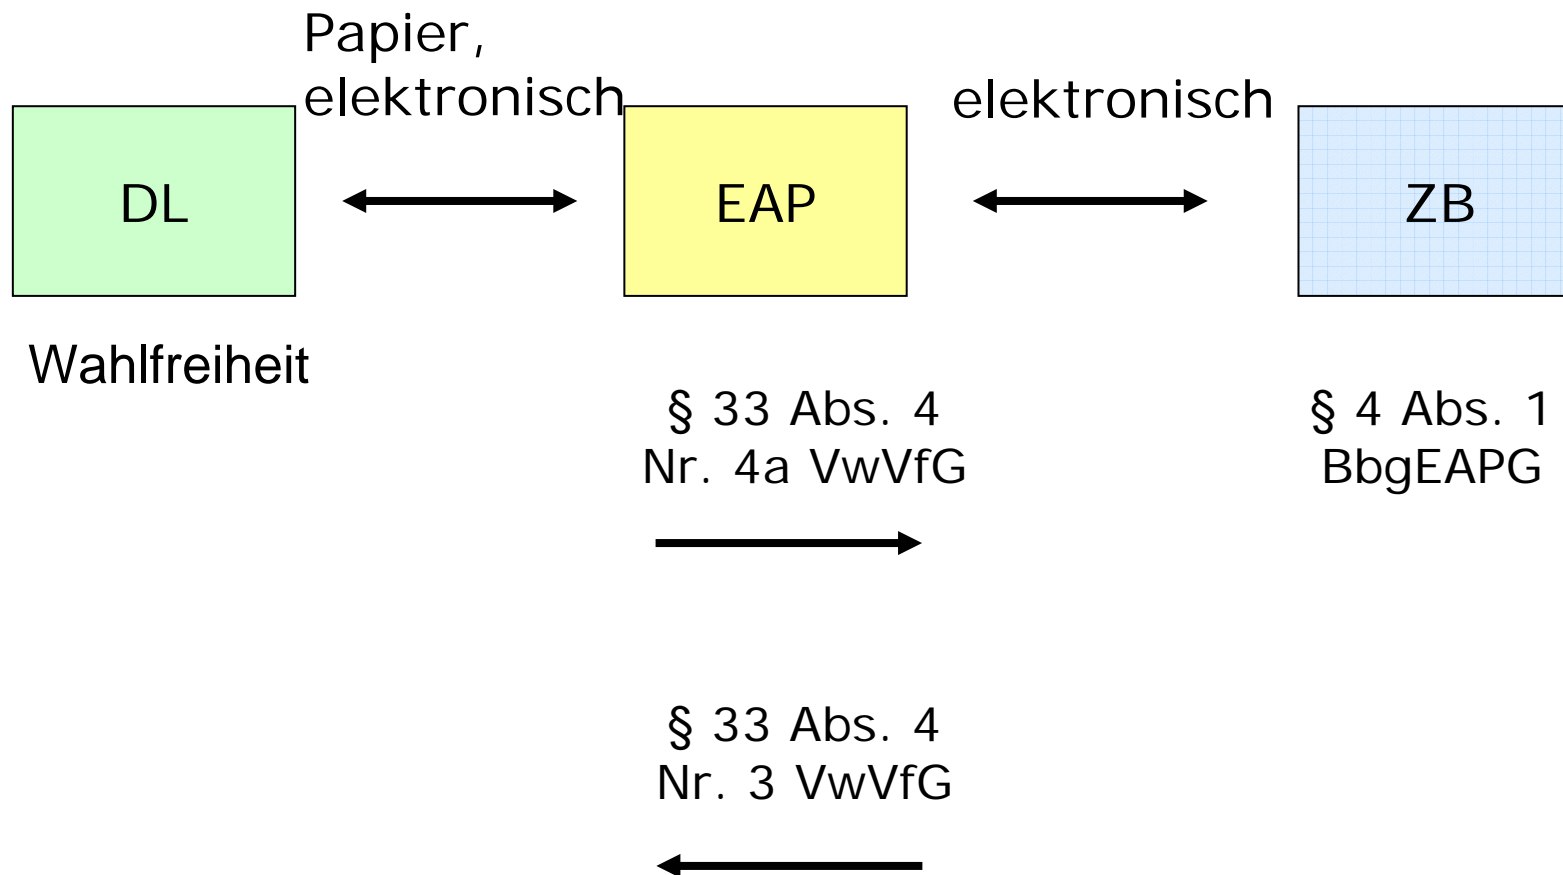 Papier,
elektronisch
elektronisch
DL
EAP
ZB
Wahlfreiheit
§ 33 Abs. 4
Nr. 4a VwVfG
§ 4 Abs. 1
BbgEAPG
§ 33 Abs. 4
Nr. 3 VwVfG